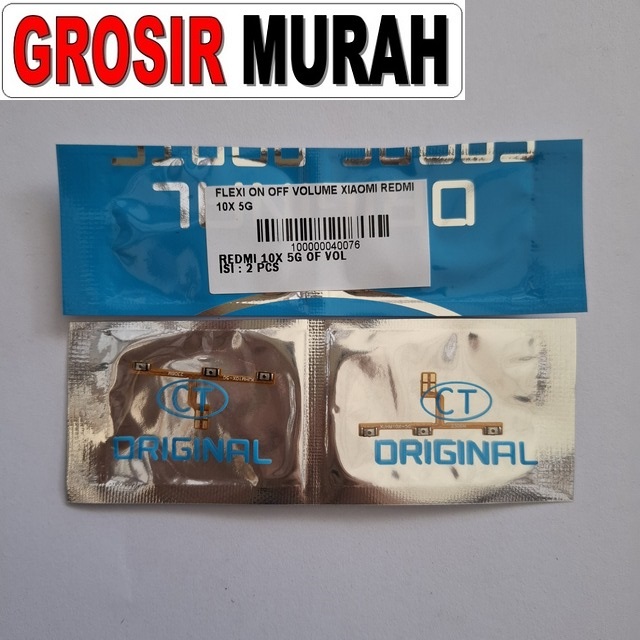 GROSIR MURAH
FLEXI ON OFF VOLUME XIAOMI REDMI
10X 5G
100000040076
REDMI 10X 5G OF VOL
ISI : 2 PCS
CT
ORIGINAL
CT
ORIGINAL